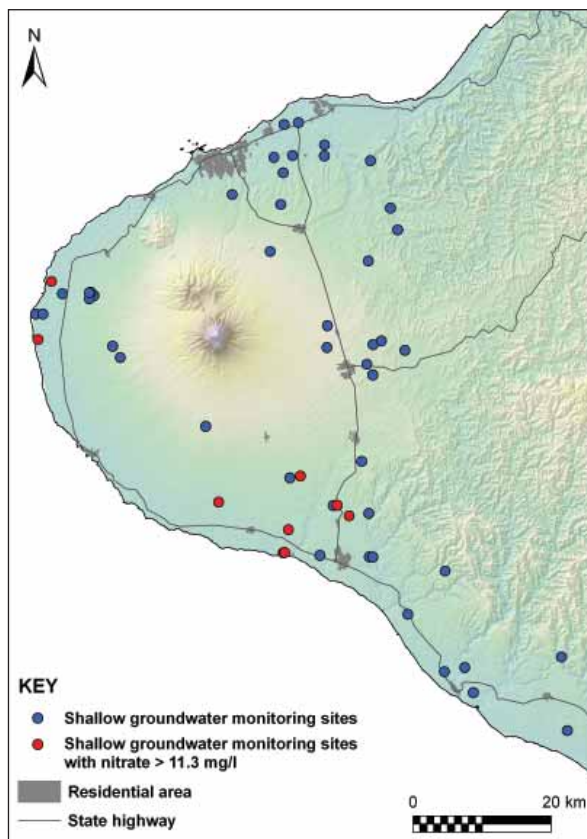 N
KEY
Shallow groundwater monitoring sites
Shallow groundwater monitoring sites
with nitrate > 11.3 mg/l
Residential area
State highway
0 20 km